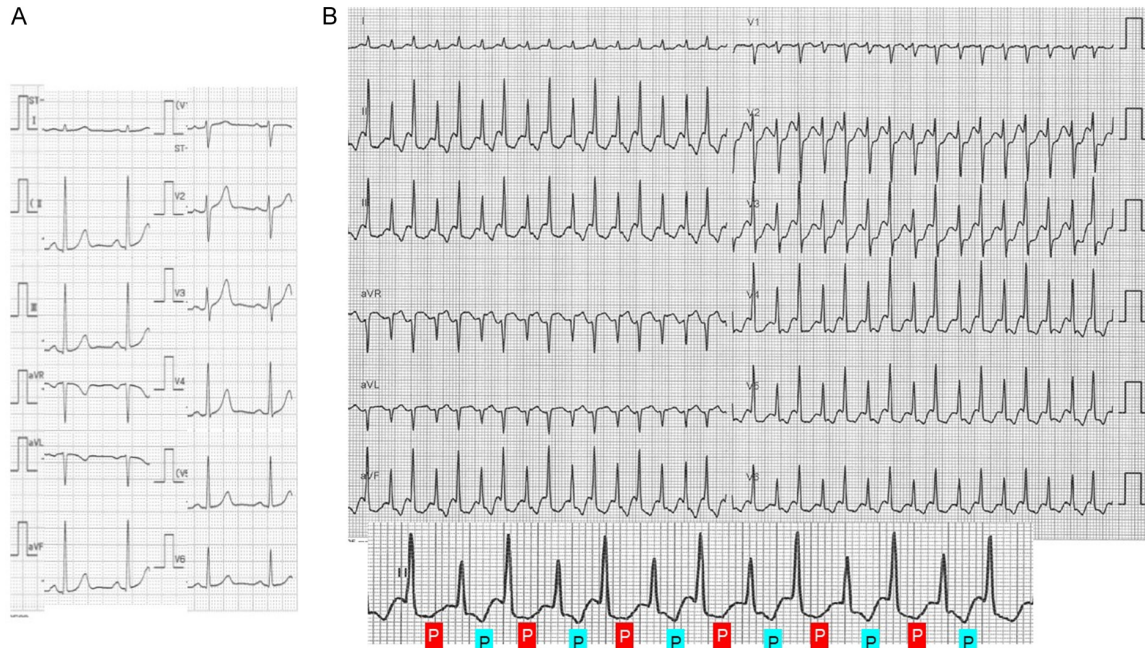 A
ST-
I
(V
ST-
( II
V2
III
V3
aVR
V4
aVL
(V5
aVF
V6
B
I
V1
II
V2
III
V3
aVR
V4
aVL
V5
aVF
V6
II
P P P P P P P P P P P P